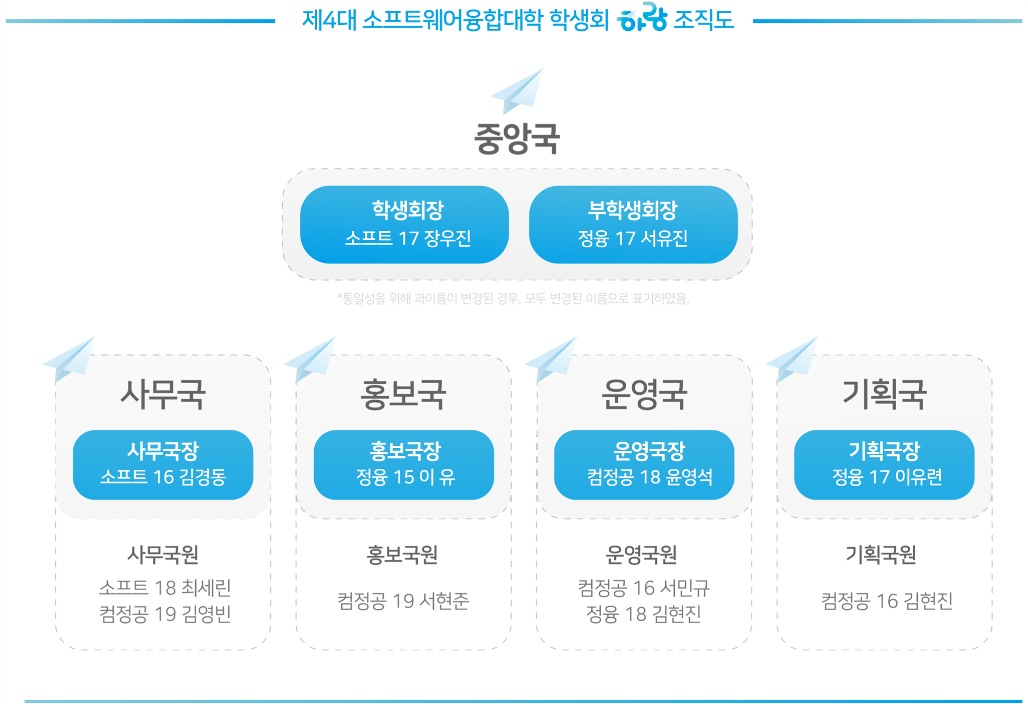 제4대 소프트웨어융합대학 학생회 하랑 조직도
중앙국
학생회장
소프트 17 장우진
부학생회장
정융 17 서유진
*통일성을 위해 과이름이 변경된 경우, 모두 변경된 이름으로 표기하였음.
사무국
사무국장
소프트 16 김경동
사무국원
소프트 18 최세린
컴정공 19 김영빈
홍보국
홍보국장
정융 15 이 유
홍보국원
컴정공 19 서현준
운영국
운영국장
컴정공 18 윤영석
운영국원
컴정공 16 서민규
정융 18 김현진
기획국
기획국장
정융 17 이유련
기획국원
컴정공 16 김현진